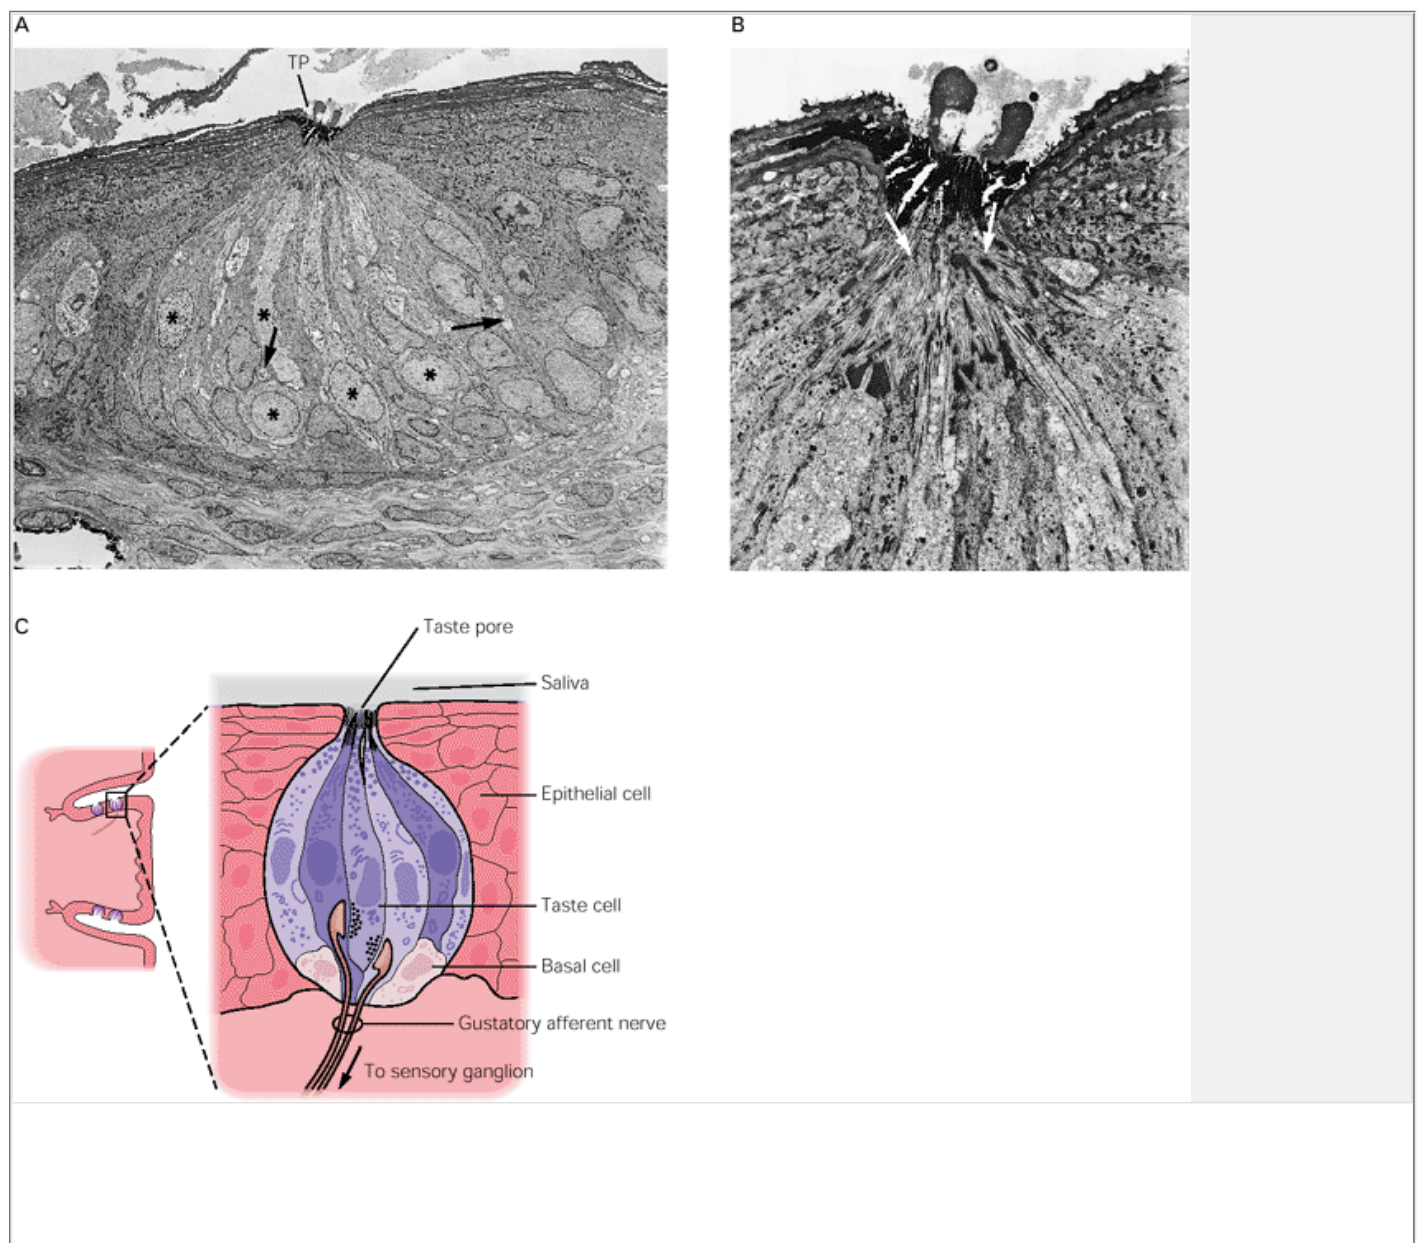 A
B
TP
*
*
*
*
*
C
Taste pore
Saliva
Epithelial cell
Taste cell
Basal cell
Gustatory afferent nerve
To sensory ganglion